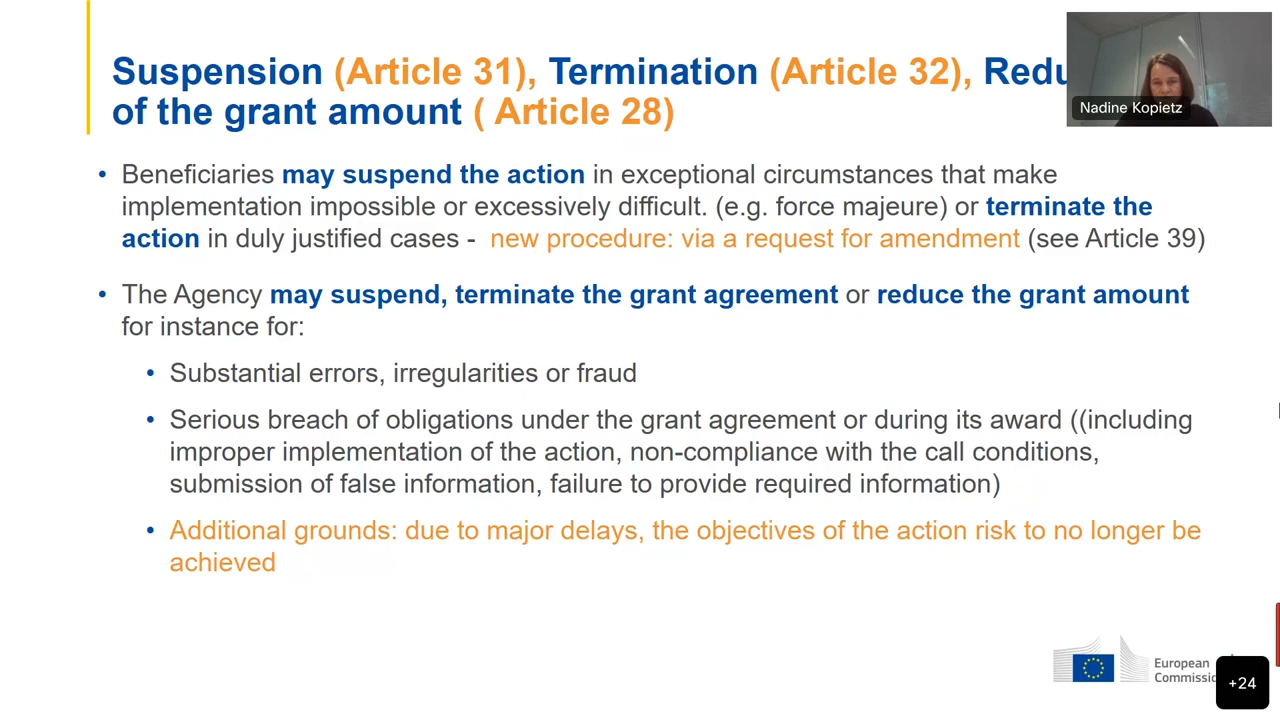 Suspension (Article 31), Termination (Article 32), Redu
of the grant amount ( Article 28)
Nadine Kopietz
• Beneficiaries may suspend the action in exceptional circumstances that make
implementation impossible or excessively difficult. (e.g. force majeure) or terminate the
action in duly justified cases - new procedure: via a request for amendment (see Article 39)
• The Agency may suspend, terminate the grant agreement or reduce the grant amount
for instance for:
• Substantial errors, irregularities or fraud
• Serious breach of obligations under the grant agreement or during its award ((including
improper implementation of the action, non-compliance with the call conditions,
submission of false information, failure to provide required information)
• Additional grounds: due to major delays, the objectives of the action risk to no longer be
achieved
European
Commiss
+24